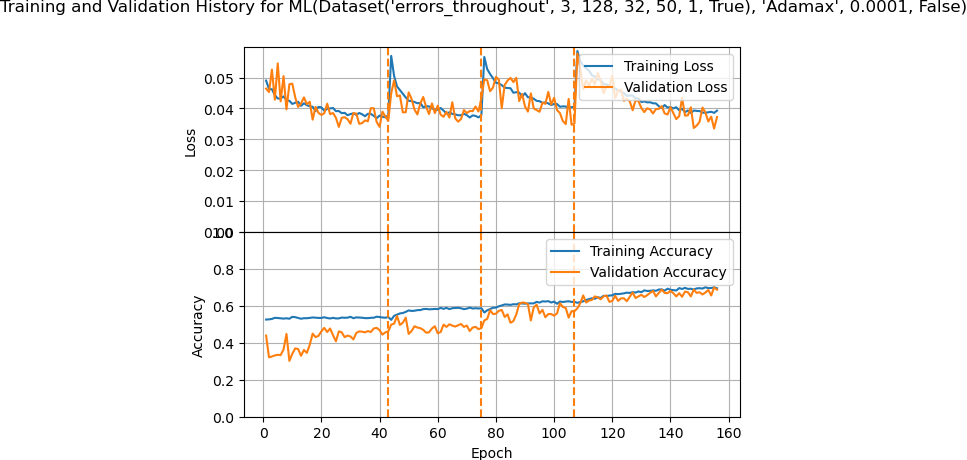 Training and Validation History for ML(Dataset('errors_throughout', 3, 128, 32, 50, 1, True), 'Adamax', 0.0001, False)
0.05
0.04
0.03
0.02
0.01
0.00
Loss
Training Loss
Validation Loss
1.0
0.8
0.6
0.4
0.2
0.0
Accuracy
Training Accuracy
Validation Accuracy
0 20 40 60 80 100 120 140 160
Epoch